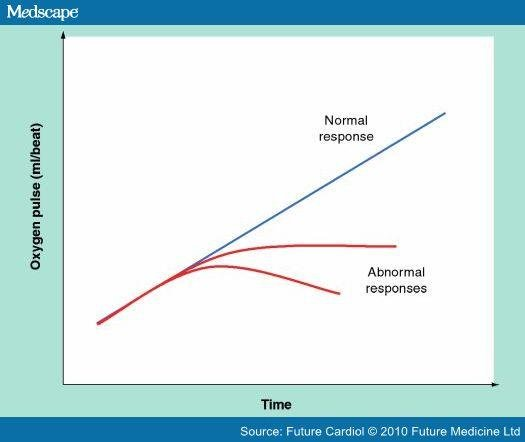 Medscape®
Oxygen pulse (ml/beat)
Normal
response
Abnormal
responses
Time
Source: Future Cardiol © 2010 Future Medicine Ltd